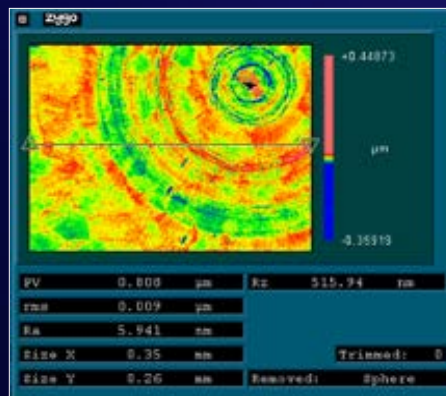 zygo
+0.44873
µm
-0.35919
PV 0.808 µm
Rz 515.94 nm
rms 0.009 µm
Ra 5.941 nm
Size X 0.35 mm
Trimmed: 0
Size Y 0.26 mm
Removed: Sphere